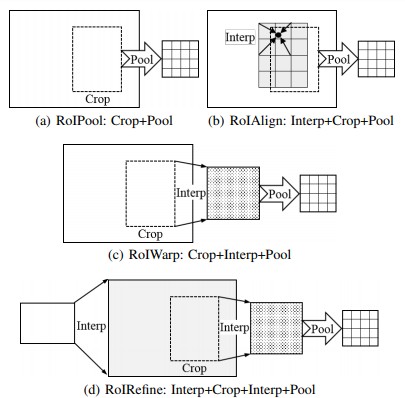 Pool
Crop
(a) RoIPool: Crop+Pool
Interp
Pool
Crop
(b) RoIAlign: Interp+Crop+Pool
Interp
Pool
Crop
(c) RoIWarp: Crop+Interp+Pool
Interp
Interp
Pool
Crop
(d) RoIRefine: Interp+Crop+Interp+Pool